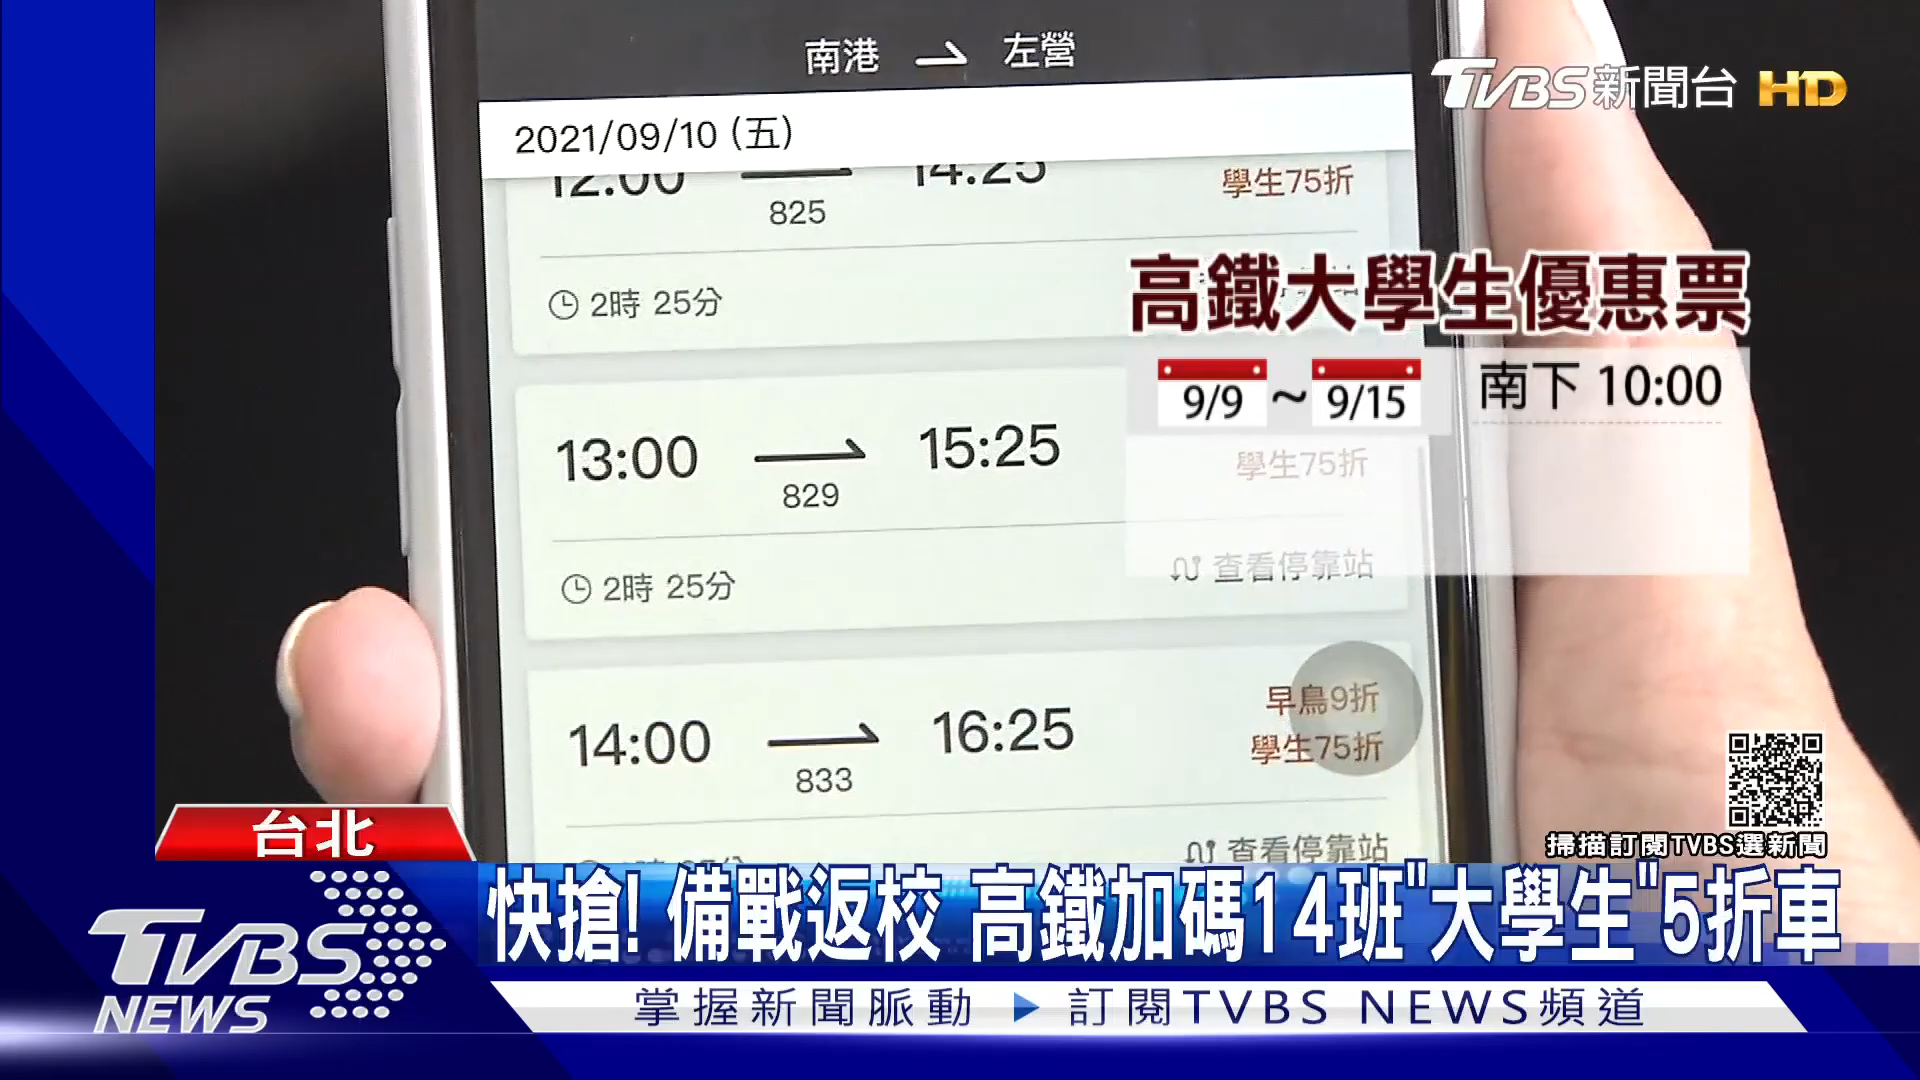 南港 左營
TVBS新聞台 HD
2021/09/10 (五)
12:00 14:25 學生75折
825
2時 25分
高鐵大學生優惠票
9/9 ~ 9/15 南下 10:00
13:00 15:25 學生75折
829
2時 25分 查看停靠站
14:00 16:25 早鳥9折
833 學生75折
查看停靠站
掃描訂閱TVBS選新聞
台北
快搶! 備戰返校 高鐵加碼14班"大學生"5折車
TVBS NEWS
掌握新聞脈動 ▶ 訂閱TVBS NEWS頻道